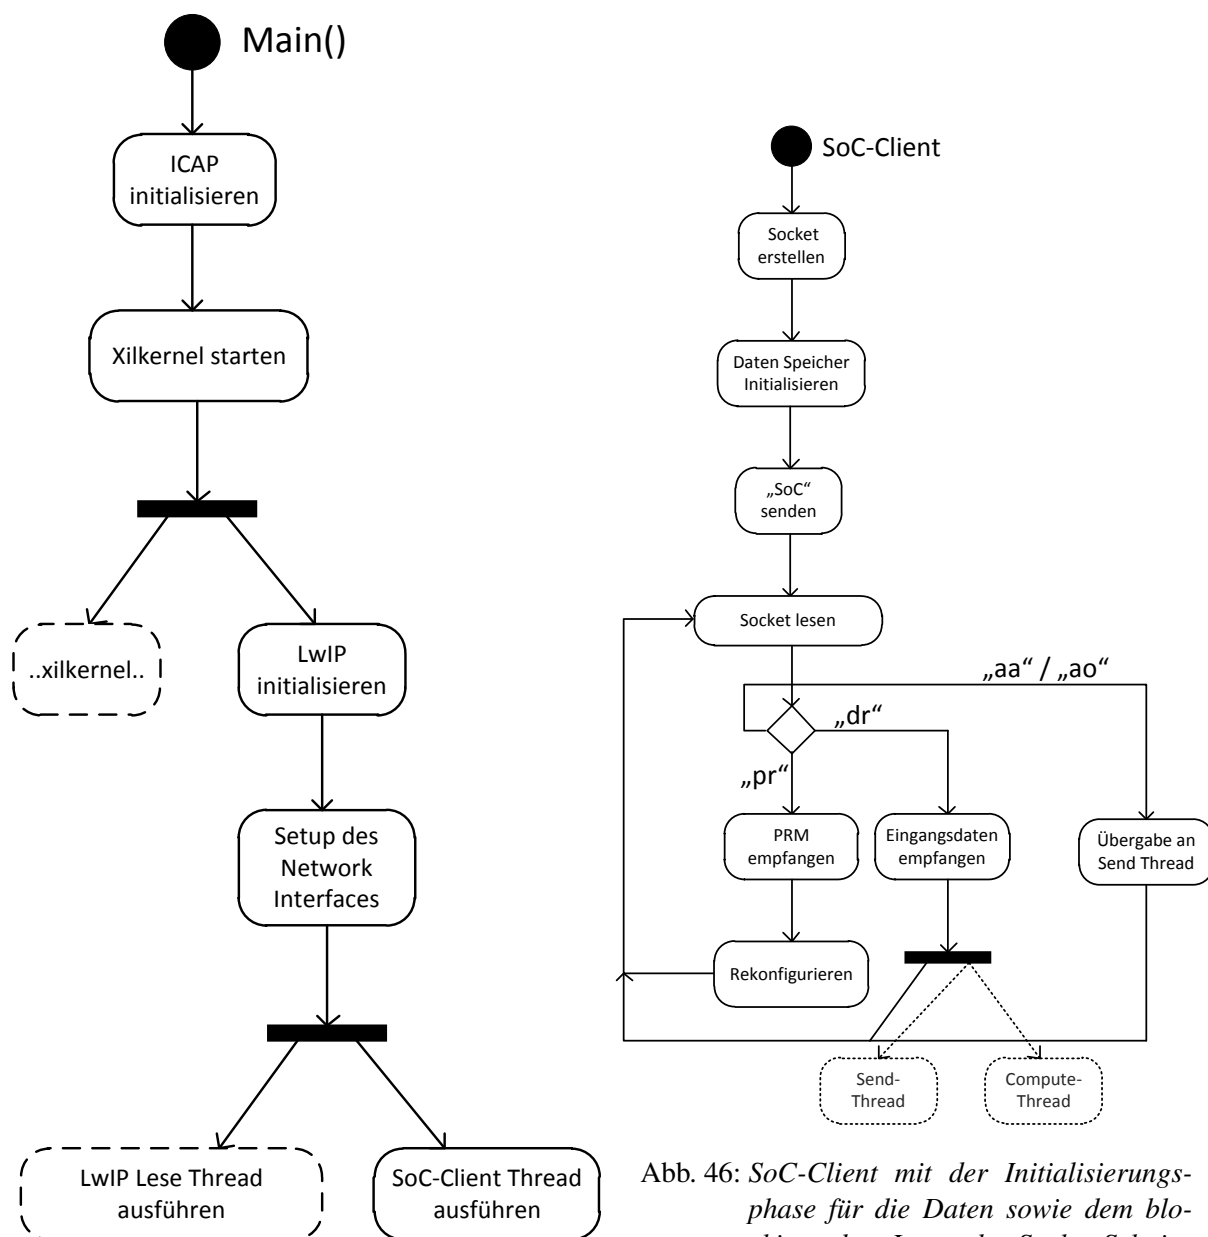 Main()
ICAP
initialisieren
Xilkernel starten
..xilkernel..
LwIP
initialisieren
Setup des
Network
Interfaces
LwIP Lese Thread
ausführen
SoC-Client Thread
ausführen
SoC-Client
Socket
erstellen
Daten Speicher
Initialisieren
„SoC“
senden
Socket lesen
„aa“ / „ao“
„dr“
„pr“
PRM
empfangen
Eingangsdaten
empfangen
Übergabe an
Send Thread
Rekonfigurieren
Send-
Thread
Compute-
Thread
Abb. 46: SoC-Client mit der Initialisierungs-
phase für die Daten sowie dem blo-